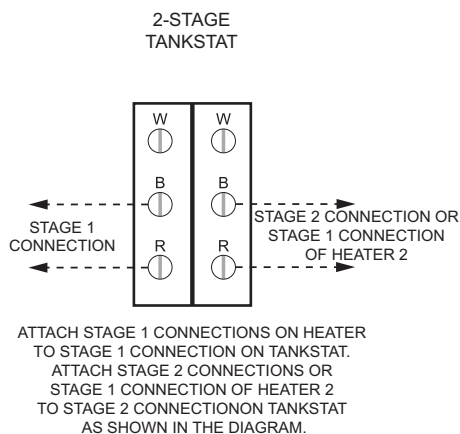 2-STAGE
TANKSTAT
W W
B B
STAGE 1
CONNECTION
STAGE 2 CONNECTION OR
STAGE 1 CONNECTION
OF HEATER 2
R R
ATTACH STAGE 1 CONNECTIONS ON HEATER
TO STAGE 1 CONNECTION ON TANKSTAT.
ATTACH STAGE 2 CONNECTIONS OR
STAGE 1 CONNECTION OF HEATER 2
TO STAGE 2 CONNECTIONON TANKSTAT
AS SHOWN IN THE DIAGRAM.